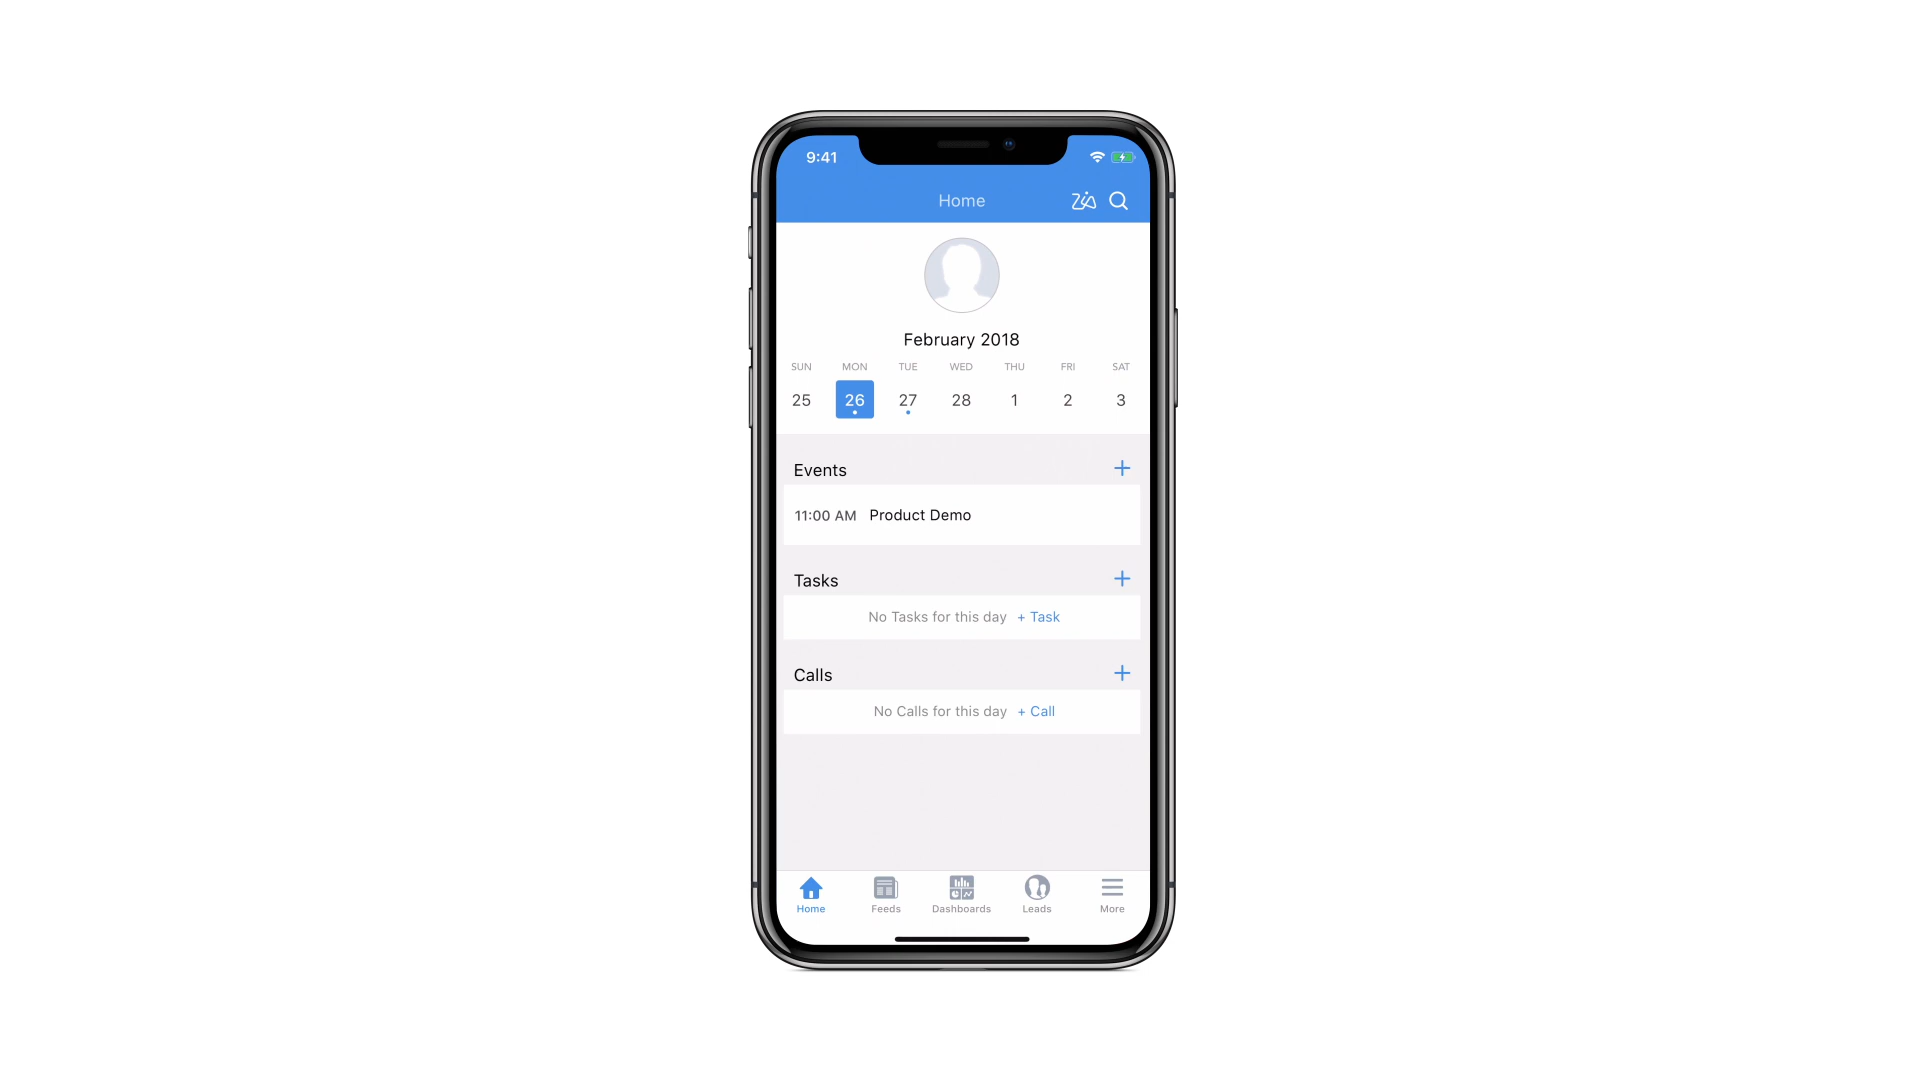 9:41
Home
Zia
February 2018
SUN MON TUE WED THU FRI SAT
25 26 27 28 1 2 3
Events +
11:00 AM Product Demo
Tasks +
No Tasks for this day + Task
Calls +
No Calls for this day + Call
Home Feeds Dashboards Leads More